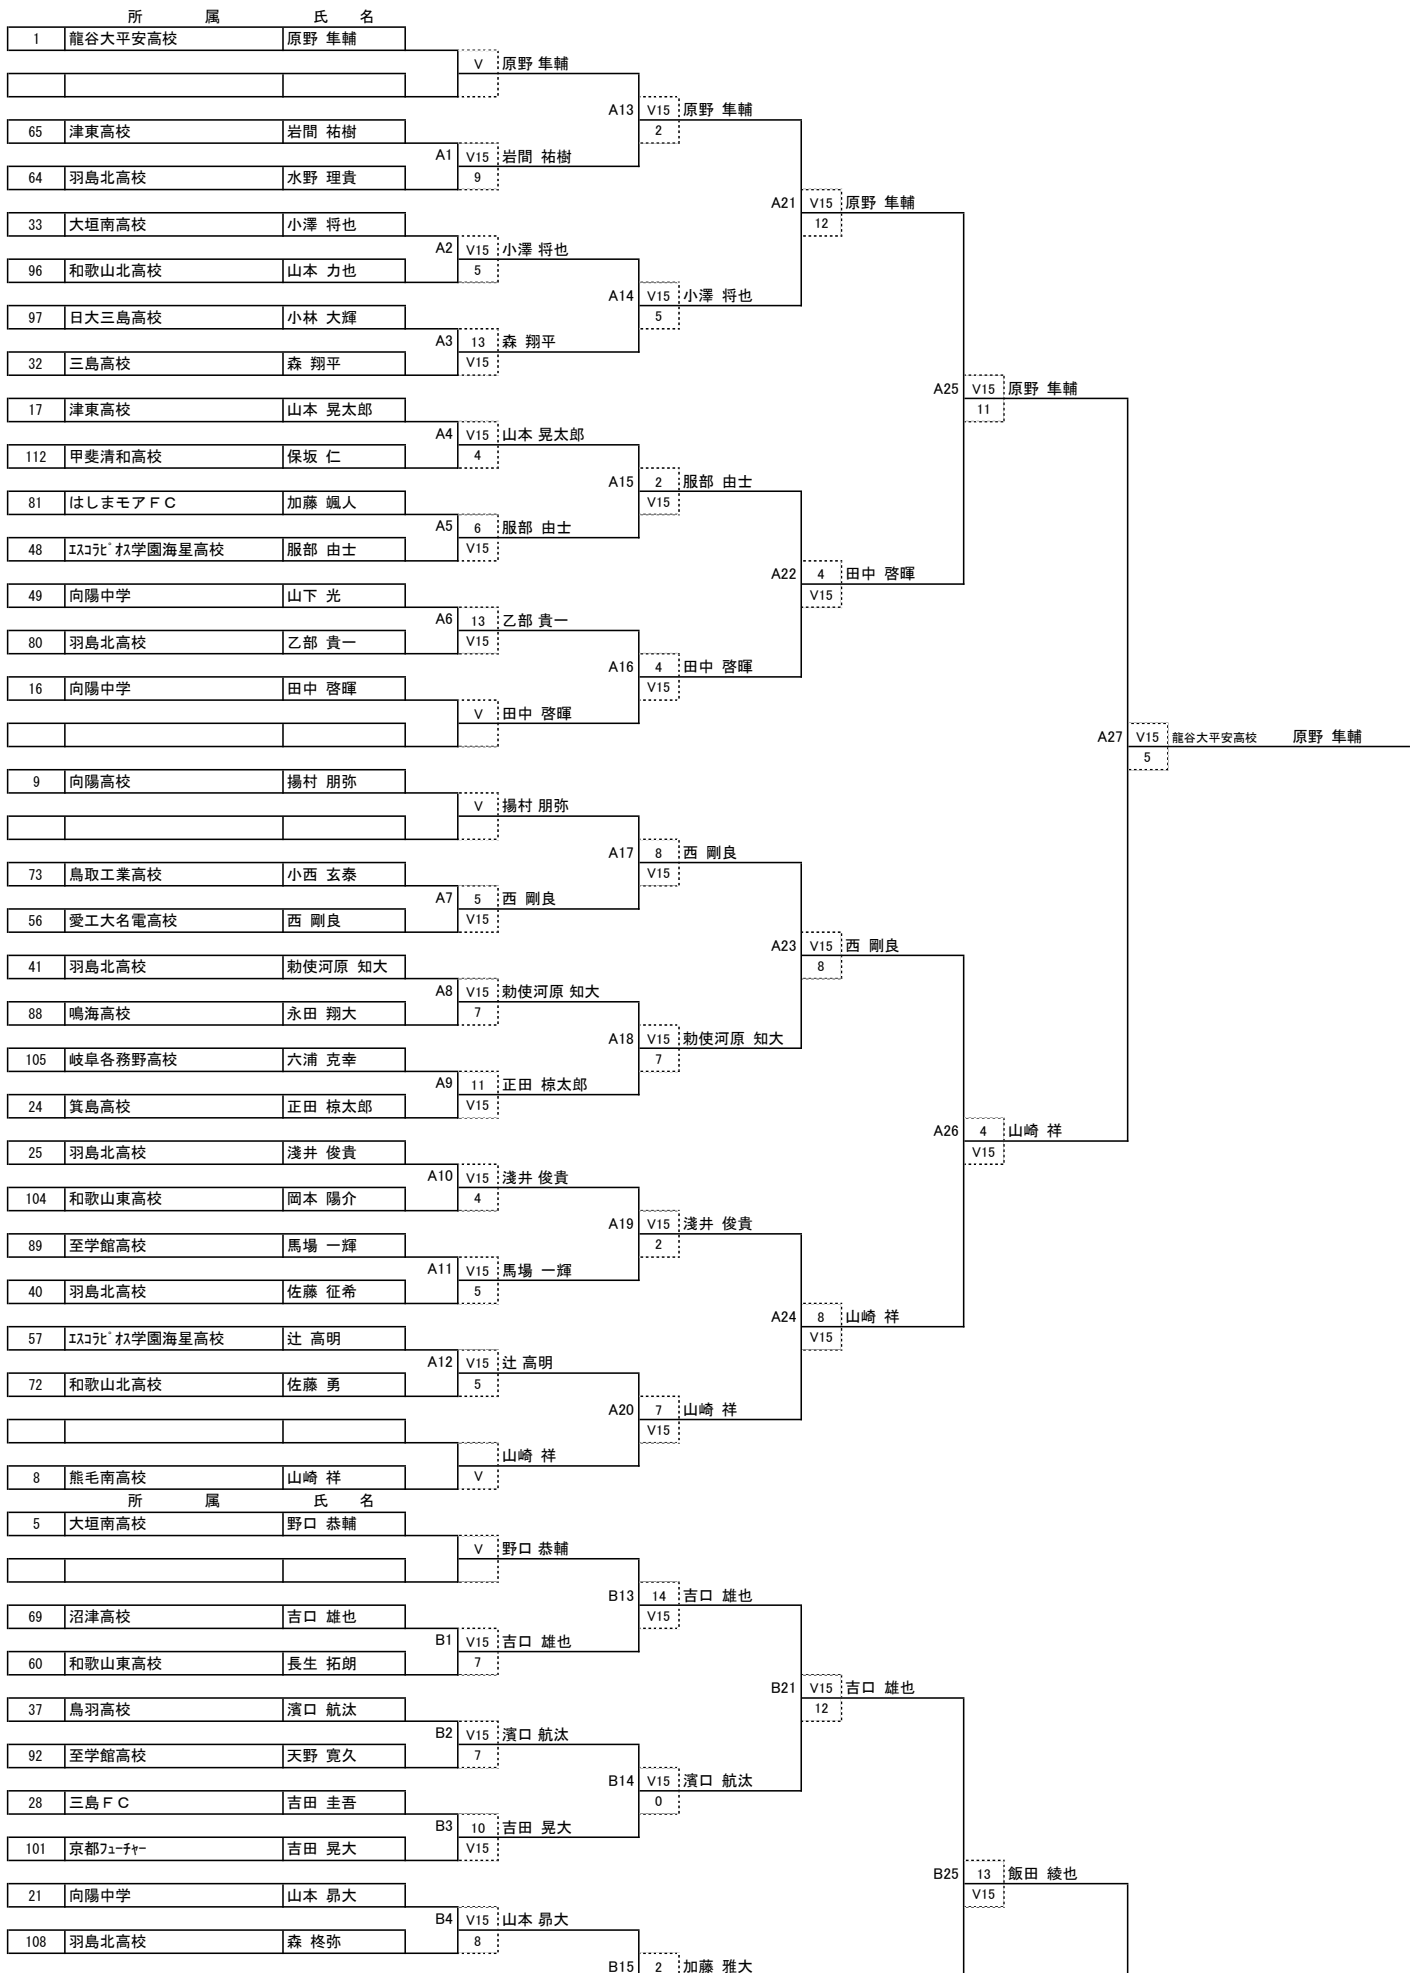 所 属 氏 名
1 龍谷大平安高校 原野 隼輔
V 原野 隼輔
A13 V15 原野 隼輔
65 津東高校 岩間 祐樹
2
A1 V15 岩間 祐樹
64 羽島北高校 水野 理貴
9
A21 V15 原野 隼輔
33 大垣南高校 小澤 将也
12
A2 V15 小澤 将也
96 和歌山北高校 山本 力也
5
A14 V15 小澤 将也
97 日大三島高校 小林 大輝
5
A3 13 森 翔平
32 三島高校 森 翔平
V15
A25 V15 原野 隼輔
17 津東高校 山本 晃太郎
11
A4 V15 山本 晃太郎
112 甲斐清和高校 保坂 仁
4
A15 2 服部 由士
81 はしまモアFC 加藤 颯人
V15
A5 6 服部 由士
48 ｴｽｺﾗﾋﾟｵｽ学園海星高校 服部 由士
V15
A22 4 田中 啓暉
49 向陽中学 山下 光
V15
A6 13 乙部 貴一
80 羽島北高校 乙部 貴一
V15
A16 4 田中 啓暉
16 向陽中学 田中 啓暉
V15
V 田中 啓暉
A27 V15 龍谷大平安高校 原野 隼輔
5
9 向陽高校 揚村 朋弥
V 揚村 朋弥
A17 8 西 剛良
73 鳥取工業高校 小西 玄泰
V15
A7 5 西 剛良
56 愛工大名電高校 西 剛良
V15
A23 V15 西 剛良
41 羽島北高校 勅使河原 知大
8
A8 V15 勅使河原 知大
88 鳴海高校 永田 翔大
7
A18 V15 勅使河原 知大
105 岐阜各務野高校 六浦 克幸
7
A9 11 正田 椋太郎
24 箕島高校 正田 椋太郎
V15
A26 4 山崎 祥
25 羽島北高校 淺井 俊貴
V15
A10 V15 淺井 俊貴
104 和歌山東高校 岡本 陽介
4
A19 V15 淺井 俊貴
89 至学館高校 馬場 一輝
2
A11 V15 馬場 一輝
40 羽島北高校 佐藤 征希
5
A24 8 山崎 祥
57 ｴｽｺﾗﾋﾟｵｽ学園海星高校 辻 高明
V15
A12 V15 辻 高明
72 和歌山北高校 佐藤 勇
5
A20 7 山崎 祥
V15
山崎 祥
8 熊毛南高校 山崎 祥
V
所 属 氏 名
5 大垣南高校 野口 恭輔
V 野口 恭輔
B13 14 吉口 雄也
69 沼津高校 吉口 雄也
V15
B1 V15 吉口 雄也
60 和歌山東高校 長生 拓朗
7
B21 V15 吉口 雄也
37 鳥羽高校 濱口 航汰
12
B2 V15 濱口 航汰
92 至学館高校 天野 寛久
7
B14 V15 濱口 航汰
28 三島FC 吉田 圭吾
0
B3 10 吉田 晃大
101 京都ﾌｭｰﾁｬｰ 吉田 晃大
V15
B25 13 飯田 綾也
21 向陽中学 山本 昴大
V15
B4 V15 山本 昴大
108 羽島北高校 森 柊弥
8
B15 2 加藤 雅大